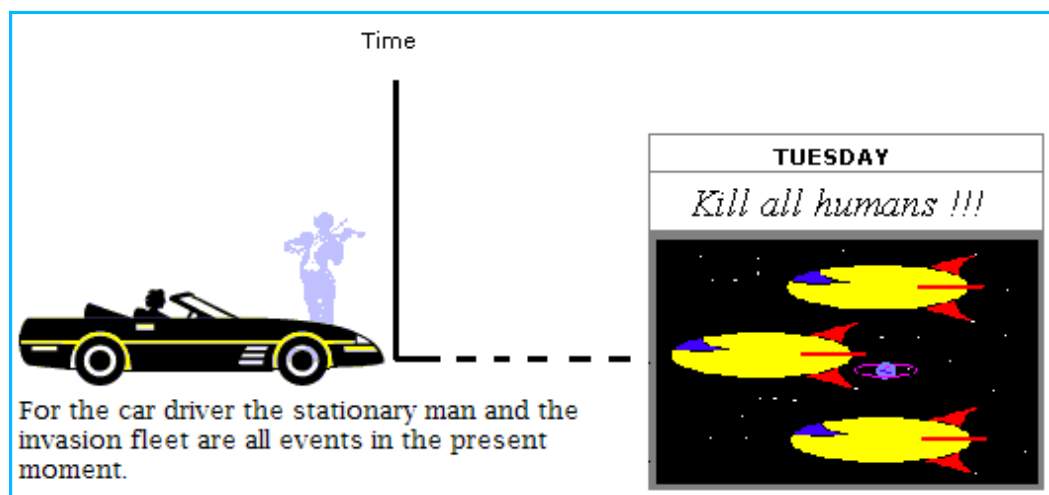 Time
TUESDAY
Kill all humans !!!
For the car driver the stationary man and the
invasion fleet are all events in the present
moment.